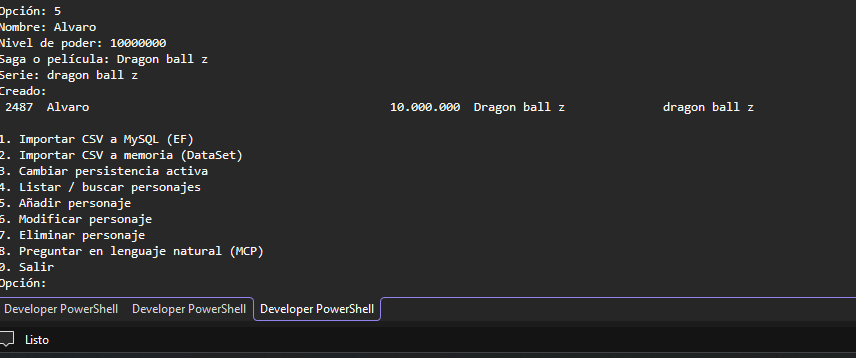 Opción: 5
Nombre: Alvaro
Nivel de poder: 10000000
Saga o película: Dragon ball z
Serie: dragon ball z
Creado:
2487 Alvaro 10.000.000 Dragon ball z dragon ball z
1. Importar CSV a MySQL (EF)
2. Importar CSV a memoria (DataSet)
3. Cambiar persistencia activa
4. Listar / buscar personajes
5. Añadir personaje
6. Modificar personaje
7. Eliminar personaje
8. Preguntar en lenguaje natural (MCP)
0. Salir
Opción:
Developer PowerShell Developer PowerShell Developer PowerShell
Listo